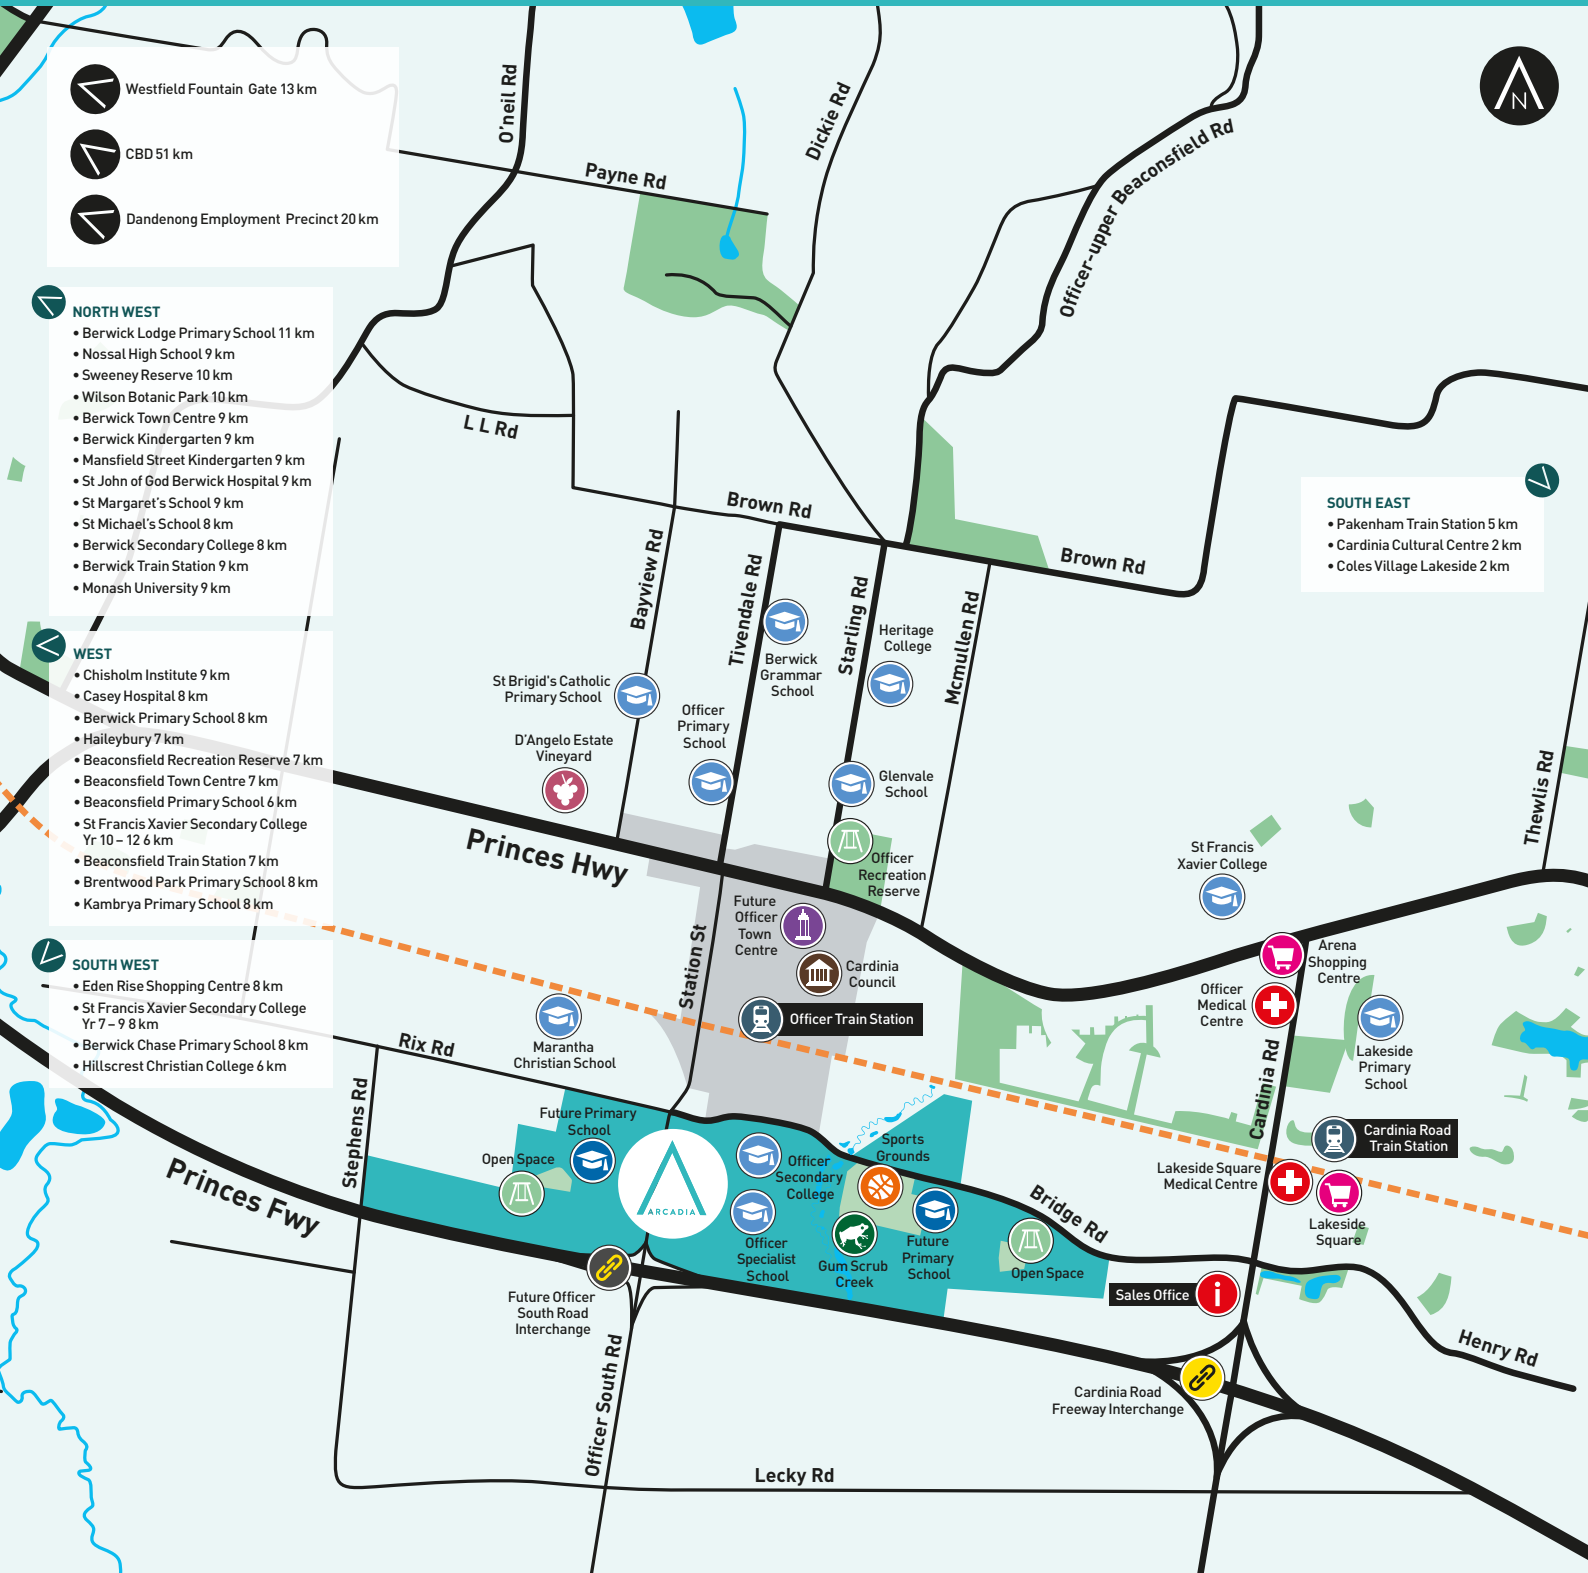 Westfield Fountain Gate 13 km
CBD 51 km
Dandenong Employment Precinct 20 km
N
O'neil Rd
Payne Rd
Dickie Rd
Officer-upper Beaconsfield Rd
NORTH WEST
• Berwick Lodge Primary School 11 km
• Nossal High School 9 km
• Sweeney Reserve 10 km
• Wilson Botanic Park 10 km
• Berwick Town Centre 9 km
• Berwick Kindergarten 9 km
• Mansfield Street Kindergarten 9 km
• St John of God Berwick Hospital 9 km
• St Margaret's School 9 km
• St Michael's School 8 km
• Berwick Secondary College 8 km
• Berwick Train Station 9 km
• Monash University 9 km
L L Rd
Brown Rd
Brown Rd
SOUTH EAST
• Pakenham Train Station 5 km
• Cardinia Cultural Centre 2 km
• Coles Village Lakeside 2 km
Bayview Rd
Tivendale Rd
Starling Rd
Mcmullen Rd
Thewlis Rd
WEST
• Chisholm Institute 9 km
• Casey Hospital 8 km
• Berwick Primary School 8 km
• Haileybury 7 km
• Beaconsfield Recreation Reserve 7 km
• Beaconsfield Town Centre 7 km
• Beaconsfield Primary School 6 km
• St Francis Xavier Secondary College
Yr 10 – 12 6 km
• Beaconsfield Train Station 7 km
• Brentwood Park Primary School 8 km
• Kambrya Primary School 8 km
Heritage
College
Berwick
Grammar
School
St Brigid's Catholic
Primary School
Officer
Primary
School
D'Angelo Estate
Vineyard
Glenvale
School
Officer
Recreation
Reserve
Princes Hwy
St Francis
Xavier College
Future
Officer
Town
Centre
Cardinia
Council
Station St
Officer Train Station
Arena
Shopping
Centre
Officer
Medical
Centre
Lakeside
Primary
School
Cardinia Rd
SOUTH WEST
• Eden Rise Shopping Centre 8 km
• St Francis Xavier Secondary College
Yr 7 – 9 8 km
• Berwick Chase Primary School 8 km
• Hillscrest Christian College 6 km
Rix Rd
Marantha
Christian School
Stephens Rd
Princes Fwy
Future Primary
School
Open Space
ARCADIA
Officer
Secondary
College
Sports
Grounds
Officer
Specialist
School
Gum Scrub
Creek
Future
Primary
School
Open Space
Bridge Rd
Cardinia Road
Train Station
Lakeside Square
Medical Centre
Lakeside
Square
Sales Office
i
Future Officer
South Road
Interchange
Officer South Rd
Henry Rd
Cardinia Road
Freeway Interchange
Lecky Rd